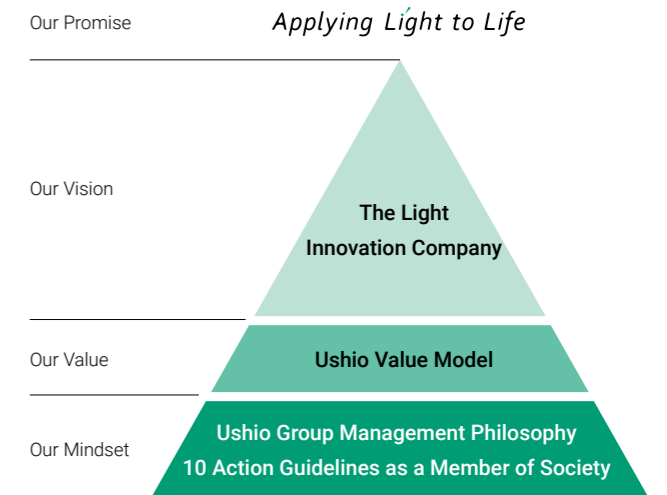 Our Promise
Applying Light to Life
Our Vision
The Light
Innovation Company
Our Value
Ushio Value Model
Our Mindset
Ushio Group Management Philosophy
10 Action Guidelines as a Member of Society